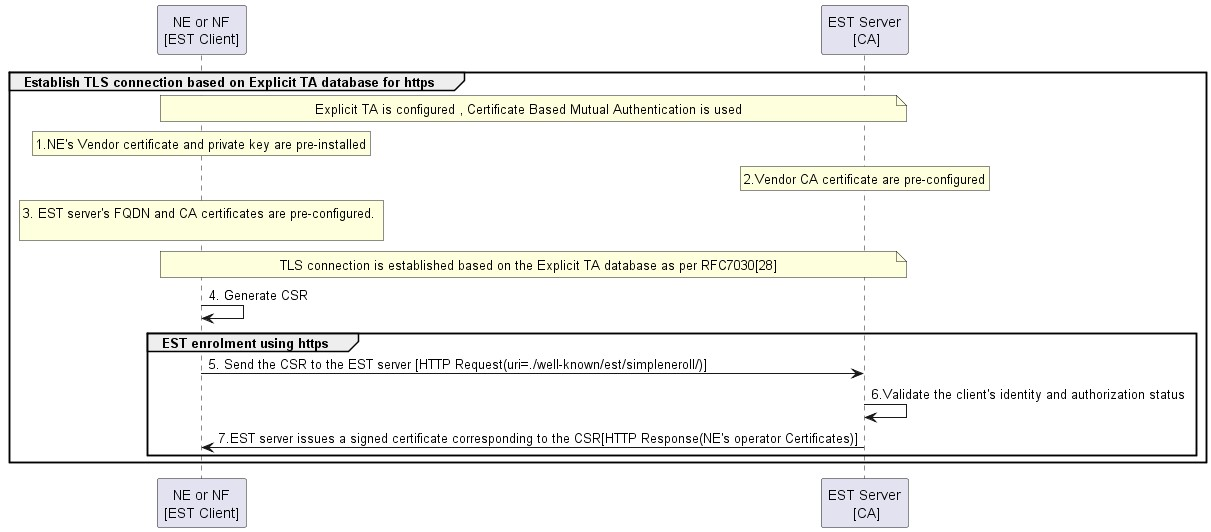 NE or NF
[EST Client]
EST Server
[CA]
Establish TLS connection based on Explicit TA database for https
Explicit TA is configured , Certificate Based Mutual Authentication is used
1.NE's Vendor certificate and private key are pre-installed
2.Vendor CA certificate are pre-configured
3. EST server's FQDN and CA certificates are pre-configured.
TLS connection is established based on the Explicit TA database as per RFC7030[28]
4. Generate CSR
EST enrolment using https
5. Send the CSR to the EST server [HTTP Request(uri=./well-known/est/simpleneroll/)]
6.Validate the client's identity and authorization status
7.EST server issues a signed certificate corresponding to the CSR[HTTP Response(NE's operator Certificates)]
NE or NF
[EST Client]
EST Server
[CA]